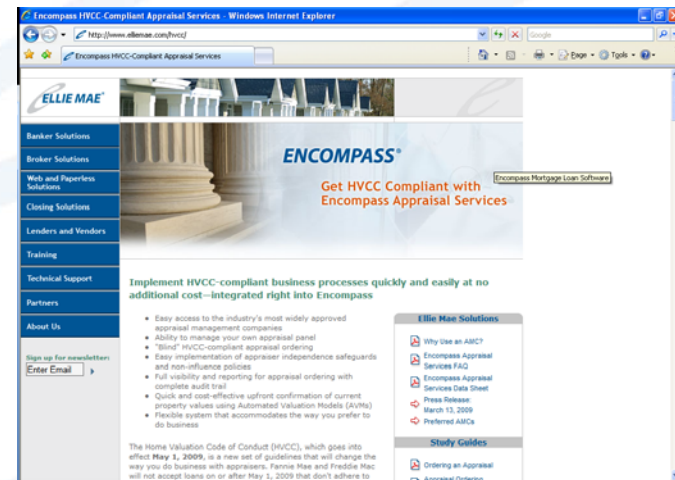 Encompass HVCC-Compliant Appraisal Services - Windows Internet Explorer
http://www.elliemae.com/hvcc/
Google
Encompass HVCC-Compliant Appraisal Services
Page
Tools
ELLIE MAE®
Banker Solutions
Broker Solutions
Web and Paperless
Solutions
Closing Solutions
Lenders and Vendors
Training
Technical Support
Partners
About Us
Sign up for newsletter:
Enter Email
ENCOMPASS®
Get HVCC Compliant with
Encompass Appraisal Services
Encompass Mortgage Loan Software
Implement HVCC-compliant business processes quickly and easily at no
additional cost—integrated right into Encompass
• Easy access to the industry's most widely approved
appraisal management companies
• Ability to manage your own appraisal panel
• "Blind" HVCC-compliant appraisal ordering
• Easy implementation of appraiser independence safeguards
and non-influence policies
• Full visibility and reporting for appraisal ordering with
complete audit trail
• Quick and cost-effective upfront confirmation of current
property values using Automated Valuation Models (AVMs)
• Flexible system that accommodates the way you prefer to
do business
The Home Valuation Code of Conduct (HVCC), which goes into
effect May 1, 2009, is a new set of guidelines that will change the
way you do business with appraisers. Fannie Mae and Freddie Mac
will not accept loans on or after May 1, 2009 that don't adhere to
Ellie Mae Solutions
Why Use an AMC?
Encompass Appraisal
Services FAQ
Encompass Appraisal
Services Data Sheet
Press Release:
March 13, 2009
Preferred AMCs
Study Guides
Ordering an Appraisal
Appraisal Ordering